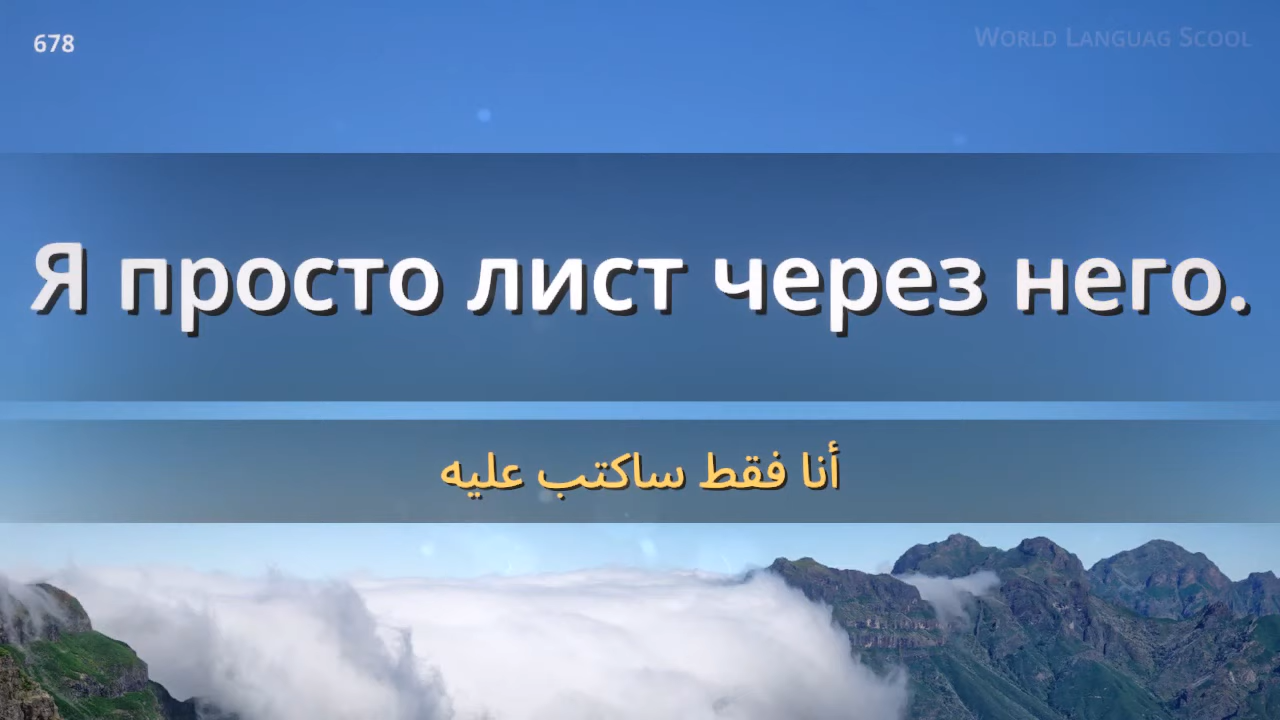 678
World Languag Scool
Я просто лист через него.
أنا فقط ساكتب عليه